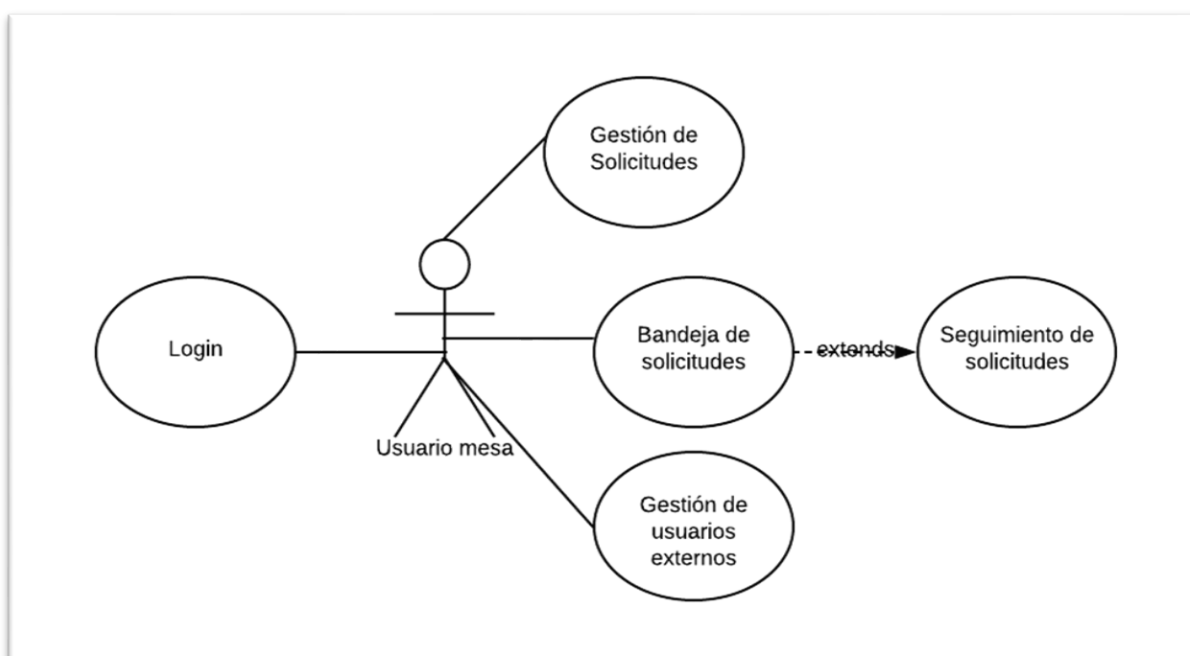 Gestión de
Solicitudes
Login
Bandeja de
solicitudes
extends
Seguimiento de
solicitudes
Usuario mesa
Gestión de
usuarios
externos